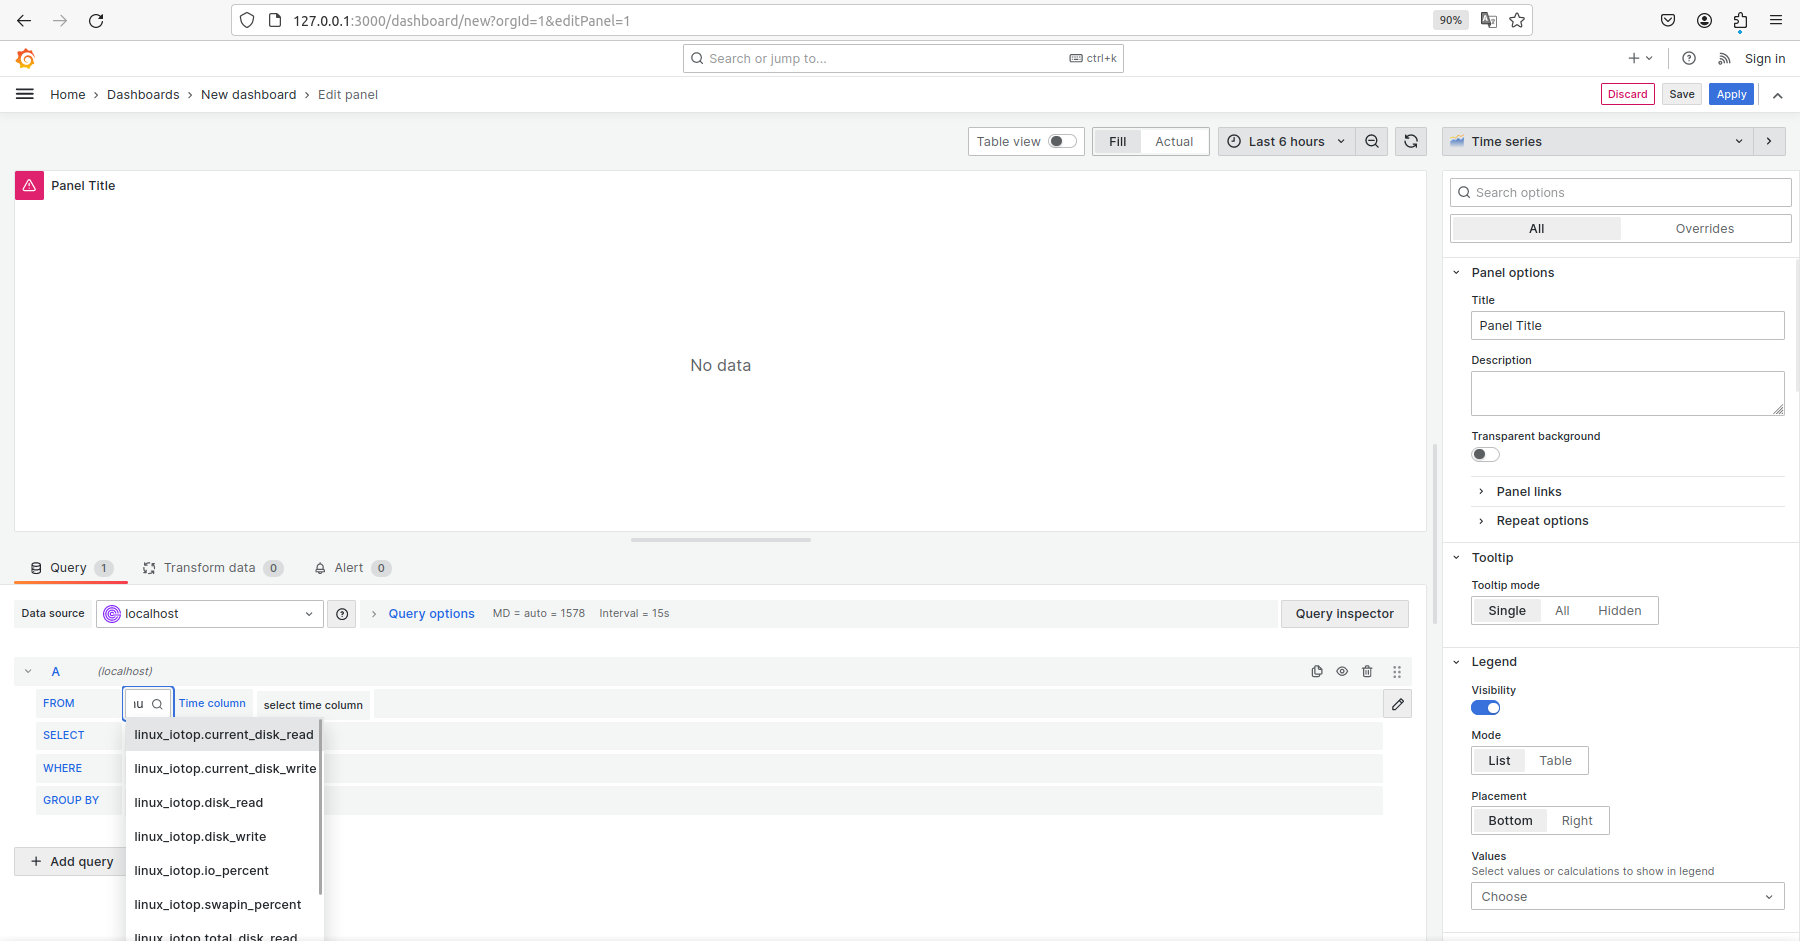 127.0.0.1:3000/dashboard/new?orgId=1&editPanel=1
90%
Search or jump to...
ctrl+k
Sign in
Home › Dashboards › New dashboard › Edit panel
Discard
Save
Apply
Table view
Fill
Actual
Last 6 hours
Time series
Panel Title
No data
Search options
All
Overrides
Panel options
Title
Panel Title
Description
Transparent background
Panel links
Repeat options
Tooltip
Tooltip mode
Single
All
Hidden
Legend
Visibility
Mode
List
Table
Placement
Bottom
Right
Values
Select values or calculations to show in legend
Choose
Query 1
Transform data 0
Alert 0
Data source
localhost
Query options
MD = auto = 1578
Interval = 15s
Query inspector
A
(localhost)
FROM
Time column
select time column
SELECT
WHERE
GROUP BY
linux_iotop.current_disk_read
linux_iotop.current_disk_write
linux_iotop.disk_read
linux_iotop.disk_write
linux_iotop.io_percent
linux_iotop.swapin_percent
linux_iotop.total_disk_read
+ Add query